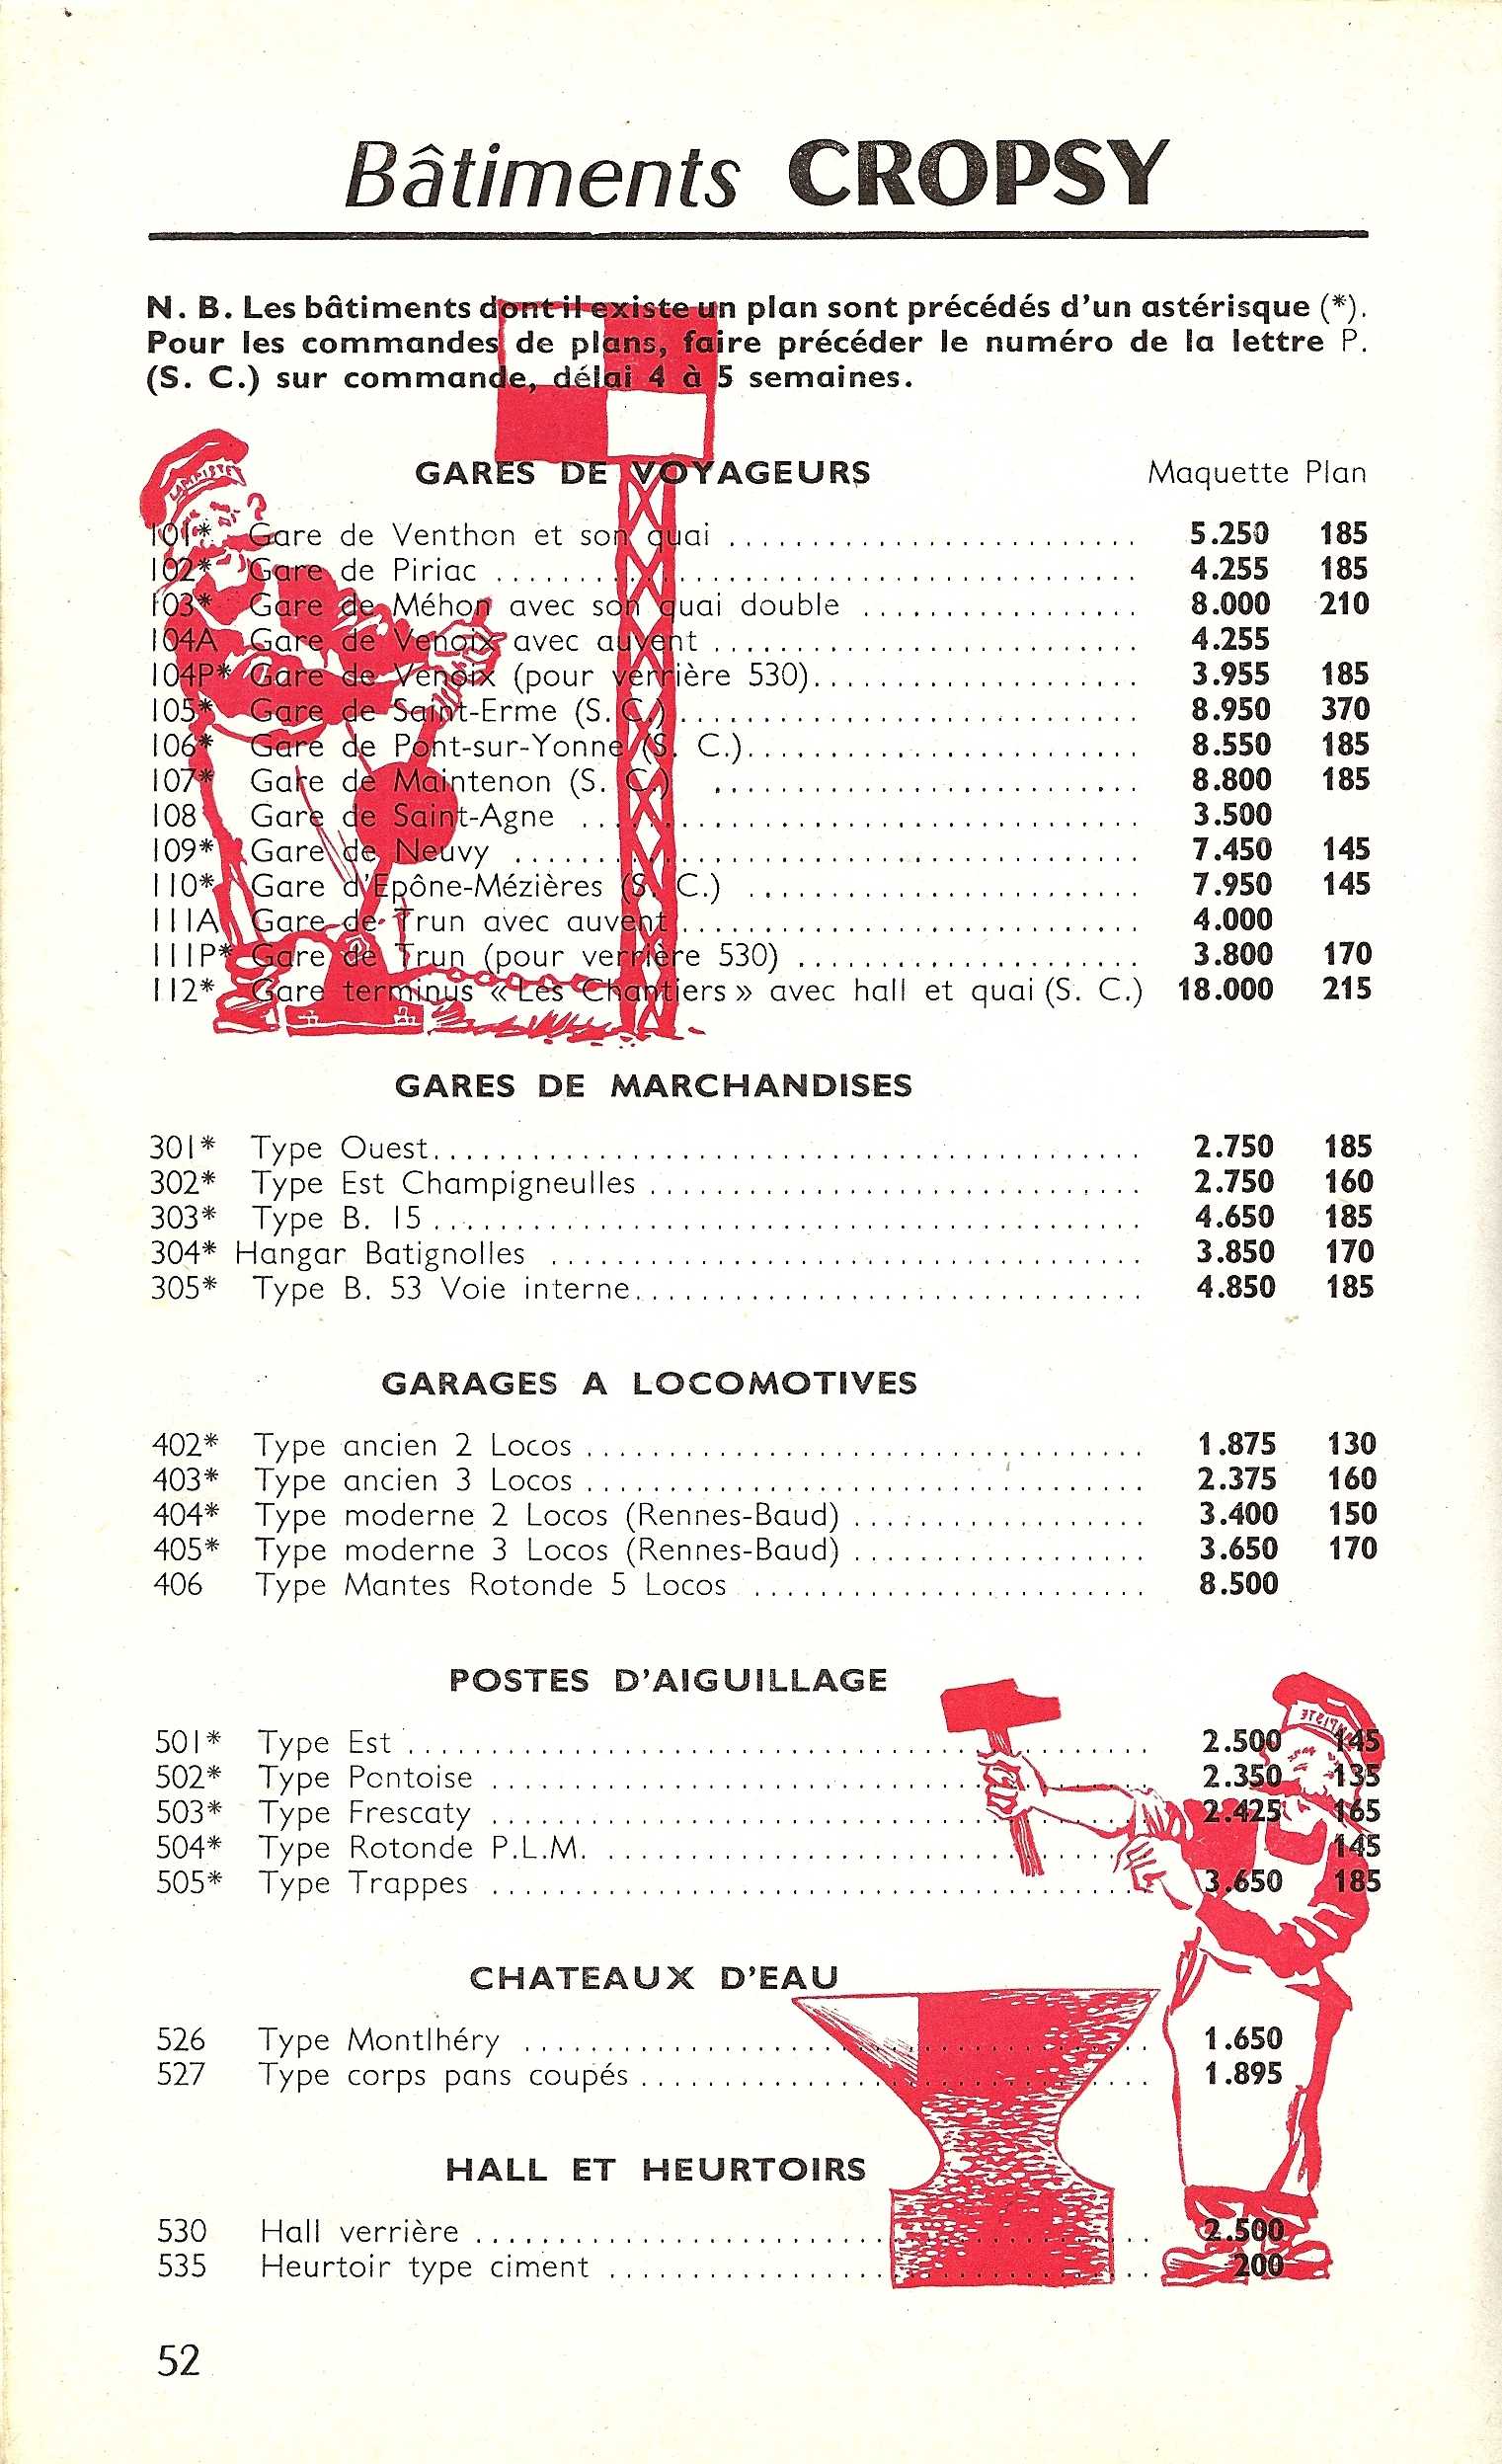 Bâtiments CROPSY
N. B. Les bâtiments dont il existe un plan sont précédés d'un astérisque (*).
Pour les commandes de plans, faire précéder le numéro de la lettre P.
(S. C.) sur commande, délai 4 à 5 semaines.
LAMPISTE
GARES DE VOYAGEURS Maquette Plan
101* Gare de Venthon et son quai .......................... 5.250 185
102* Gare de Piriac .......................... 4.255 185
103* Gare de Méhon avec son quai double ................. 8.000 210
104A Gare de Venoix avec auvent .......................... 4.255
104P* Gare de Venoix (pour verrière 530).................... 3.955 185
105* Gare de Saint-Erme (S. C.) .......................... 8.950 370
106* Gare de Pont-sur-Yonne (S. C.)........................ 8.550 185
107* Gare de Maintenon (S. C.) .......................... 8.800 185
108 Gare de Saint-Agne .......................... 3.500
109* Gare de Neuvy .......................... 7.450 145
110* Gare d'Epône-Mézières (S. C.) ........................ 7.950 145
111A Gare de Trun avec auvent .......................... 4.000
111P* Gare de Trun (pour verrière 530) ..................... 3.800 170
112* Gare terminus « Les Chantiers » avec hall et quai (S. C.) 18.000 215
GARES DE MARCHANDISES
301* Type Ouest.......................... 2.750 185
302* Type Est Champigneulles .......................... 2.750 160
303* Type B. 15 .......................... 4.650 185
304* Hangar Batignolles .......................... 3.850 170
305* Type B. 53 Voie interne.......................... 4.850 185
GARAGES A LOCOMOTIVES
402* Type ancien 2 Locos .......................... 1.875 130
403* Type ancien 3 Locos .......................... 2.375 160
404* Type moderne 2 Locos (Rennes-Baud) .................. 3.400 150
405* Type moderne 3 Locos (Rennes-Baud) .................. 3.650 170
406 Type Mantes Rotonde 5 Locos ........................ 8.500
POSTES D'AIGUILLAGE
LAMPISTE
501* Type Est .......................... 2.500 145
502* Type Pontoise .......................... 2.350 135
503* Type Frescaty .......................... 2.425 165
504* Type Rotonde P.L.M. .......................... 145
505* Type Trappes .......................... 3.650 185
CHATEAUX D'EAU
526 Type Montlhéry .......................... 1.650
527 Type corps pans coupés .......................... 1.895
HALL ET HEURTOIRS
530 Hall verrière .......................... 2.500
535 Heurtoir type ciment .......................... 200
52